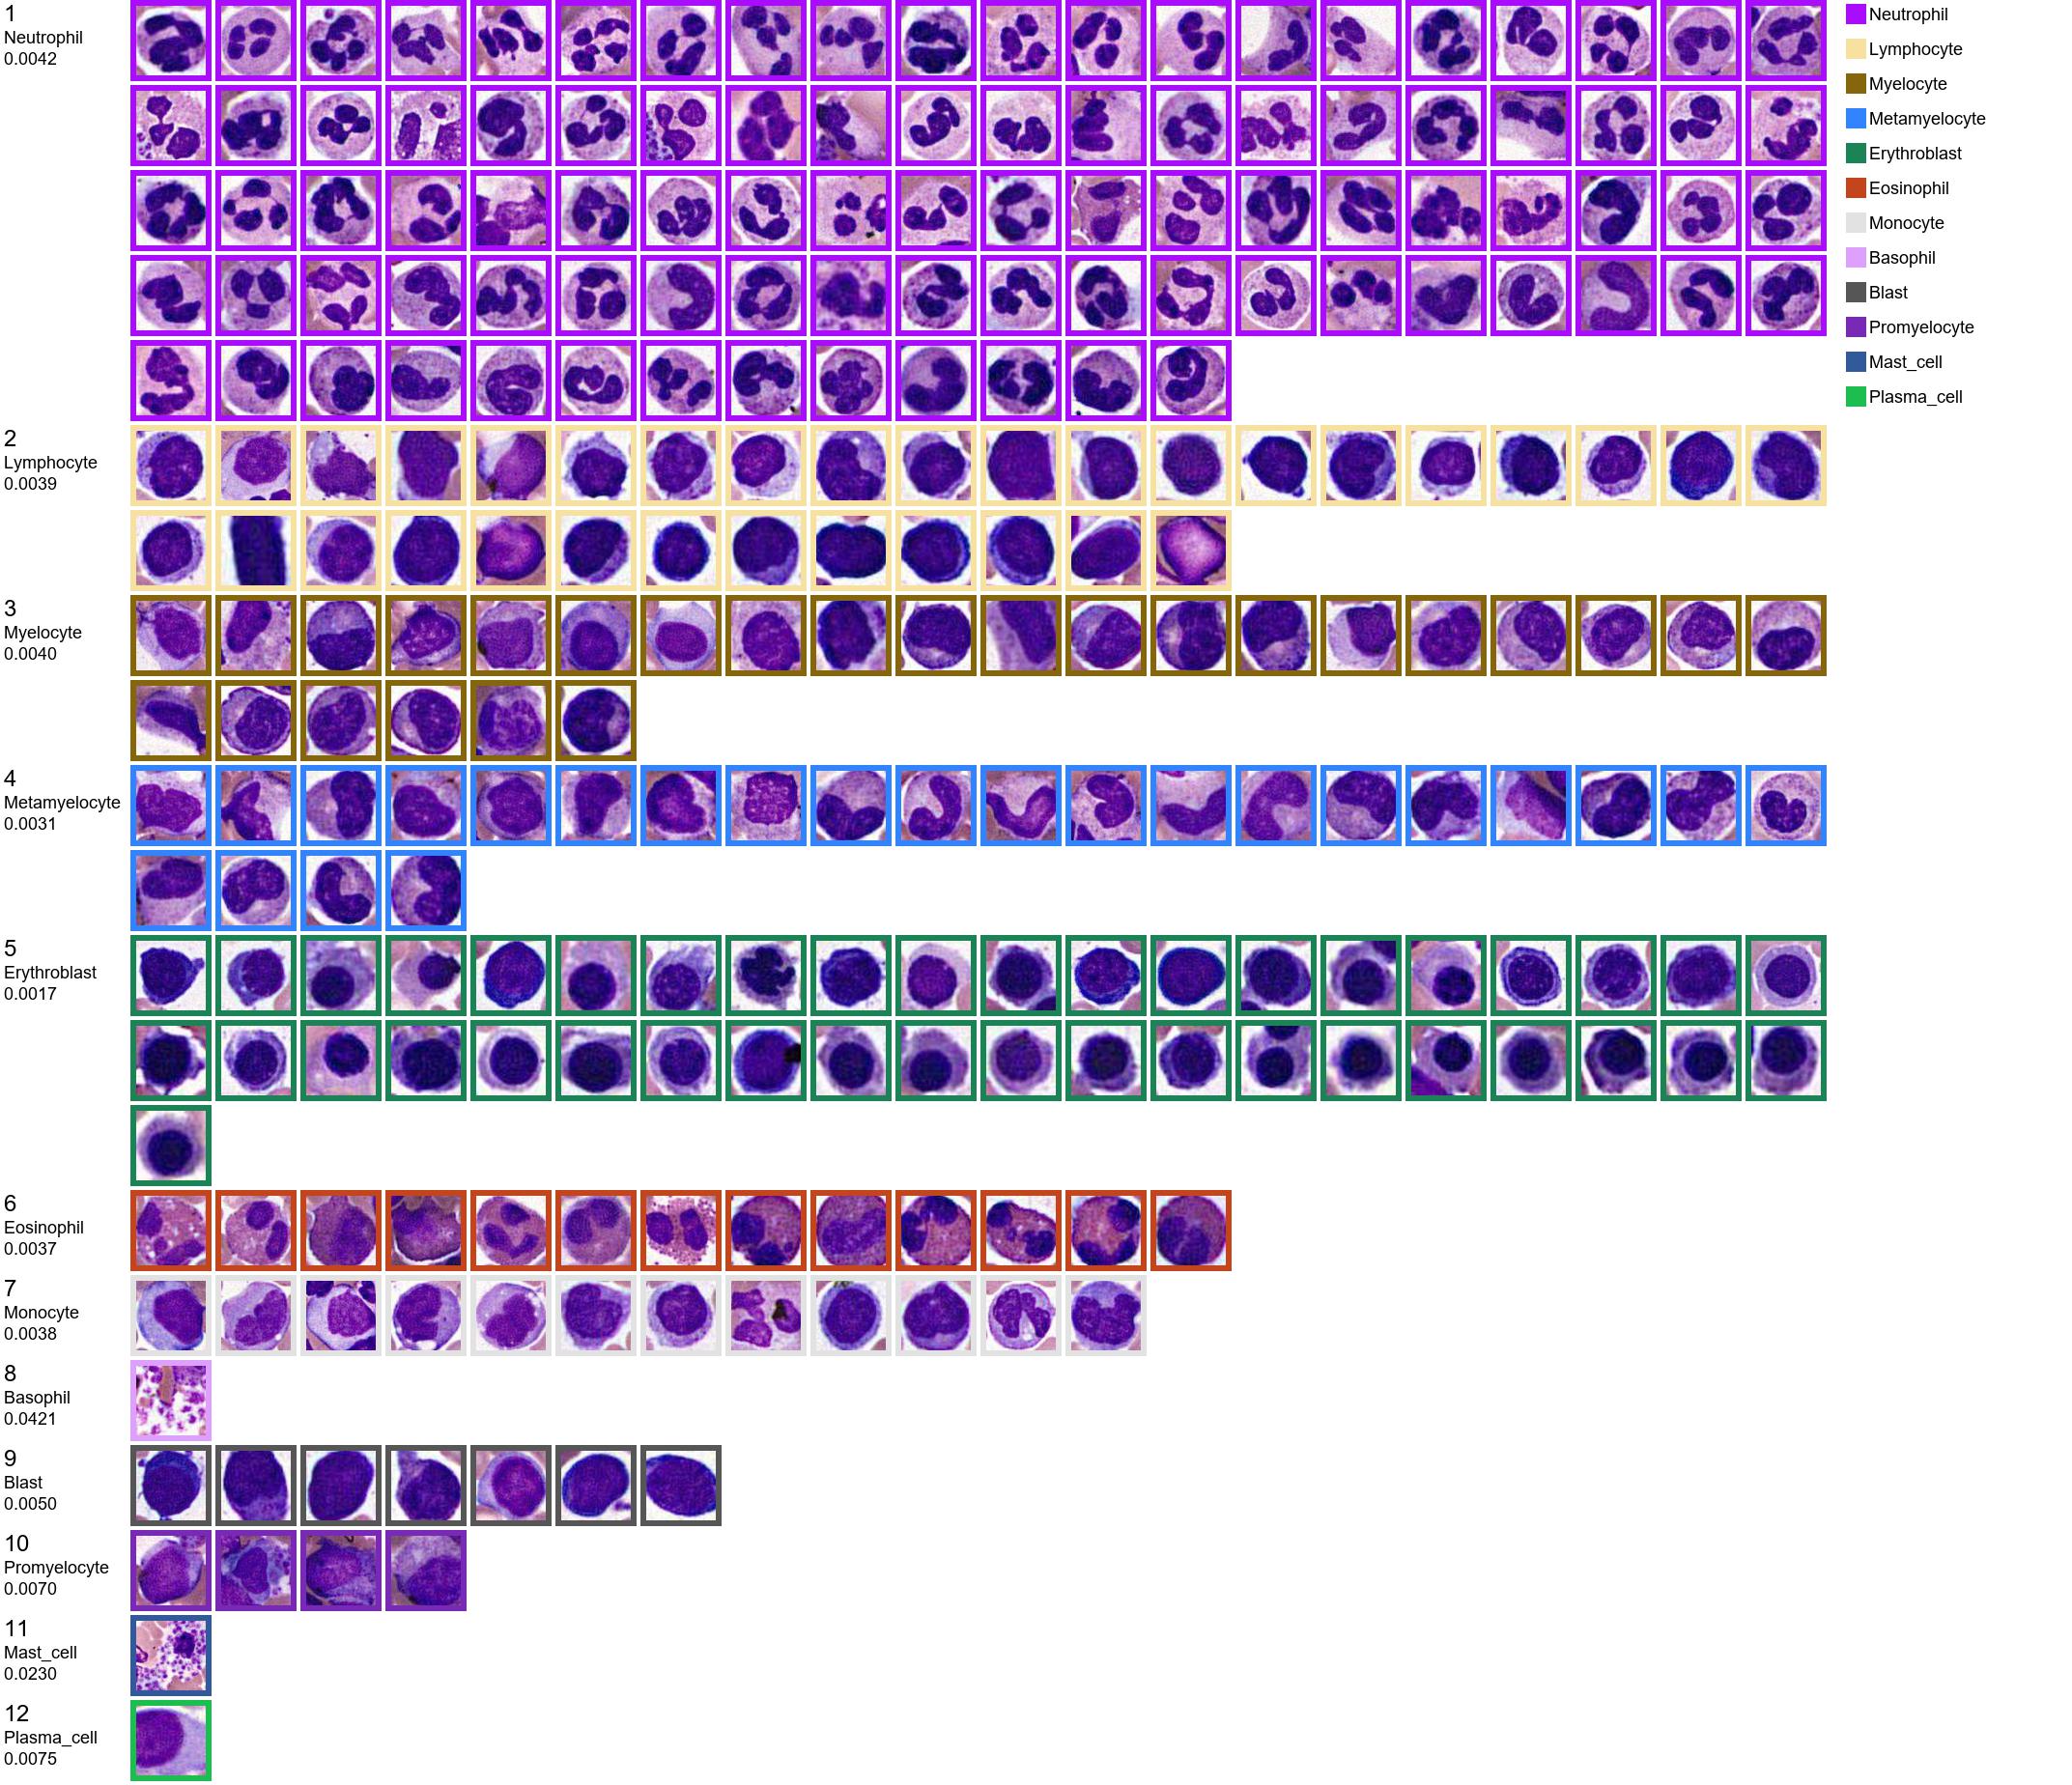 1
Neutrophil
0.0042
2
Lymphocyte
0.0039
3
Myelocyte
0.0040
4
Metamyelocyte
0.0031
5
Erythroblast
0.0017
6
Eosinophil
0.0037
7
Monocyte
0.0038
8
Basophil
0.0421
9
Blast
0.0050
10
Promyelocyte
0.0070
11
Mast_cell
0.0230
12
Plasma_cell
0.0075
Neutrophil
Lymphocyte
Myelocyte
Metamyelocyte
Erythroblast
Eosinophil
Monocyte
Basophil
Blast
Promyelocyte
Mast_cell
Plasma_cell